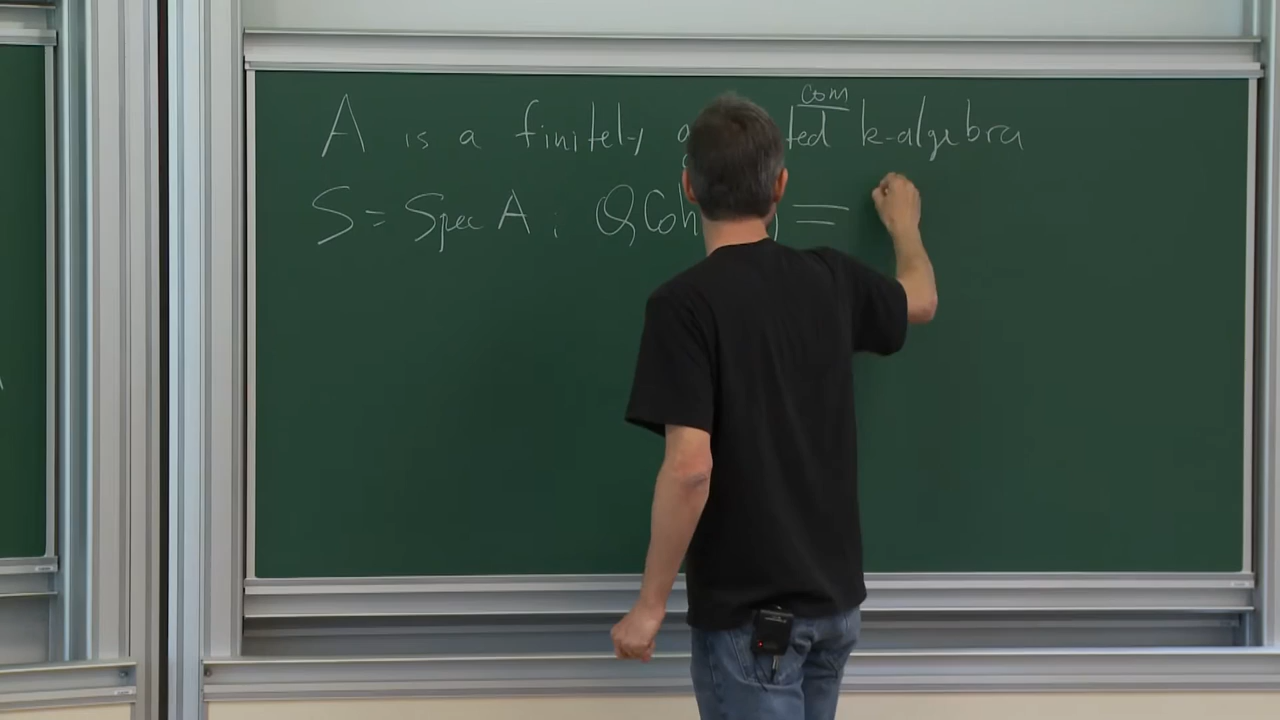 com
A is a finitely ted k-algebra
S = Spec A : QCoh =